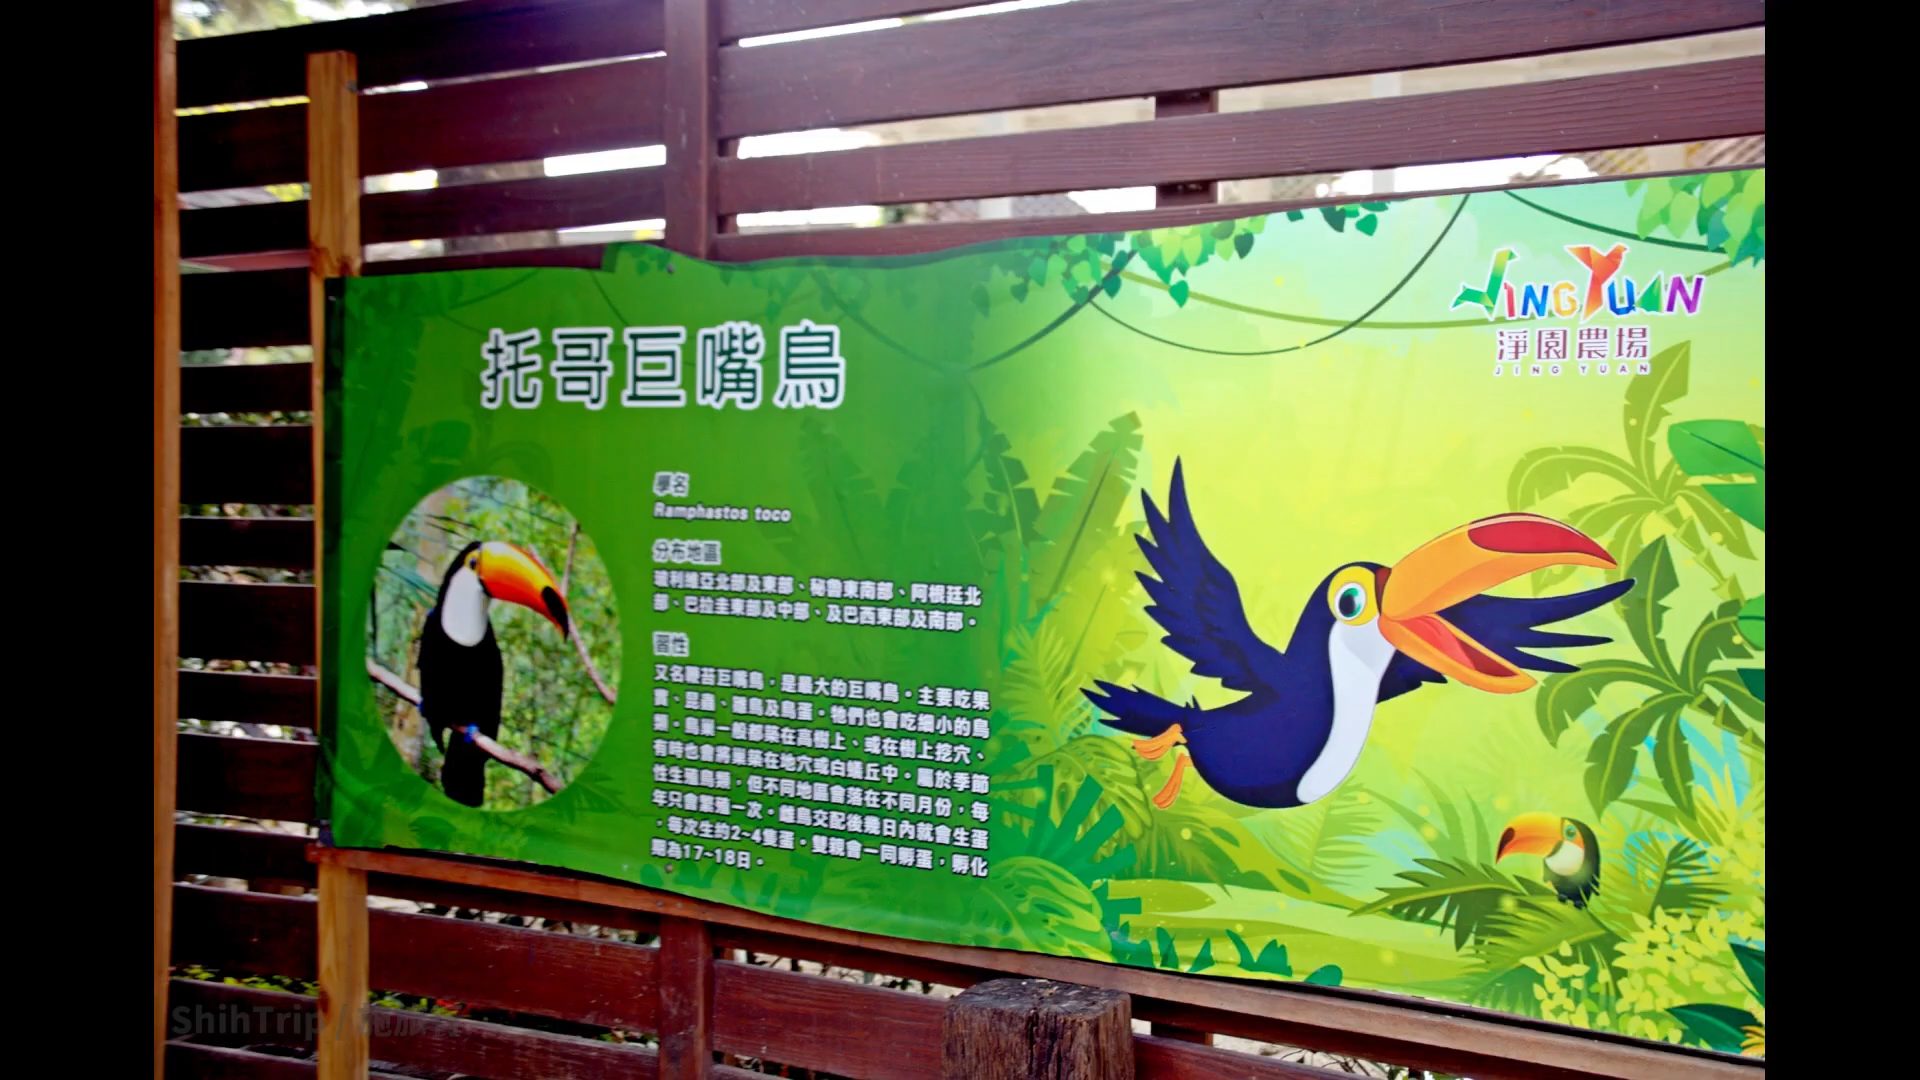 托哥巨嘴鳥
JING YUAN
淨園農場
JING YUAN
學名
Ramphastos toco
分布地區
玻利維亞北部及東部、秘魯東南部、阿根廷北
部、巴拉圭東部及中部、及巴西東部及南部。
習性
又名鞭笞巨嘴鳥，是最大的巨嘴鳥。主要吃果
實、昆蟲、雛鳥及鳥蛋。牠們也會吃細小的鳥
類。鳥巢一般都築在高樹上、或在樹上挖穴、
有時也會將巢築在地穴或白蟻丘中。屬於季節
性生殖鳥類，但不同地區會落在不同月份，每
年只會繁殖一次。雌鳥交配後幾日內就會生蛋
，每次生約2~4隻蛋。雙親會一同孵蛋，孵化
期為17~18日。
ShihTrip